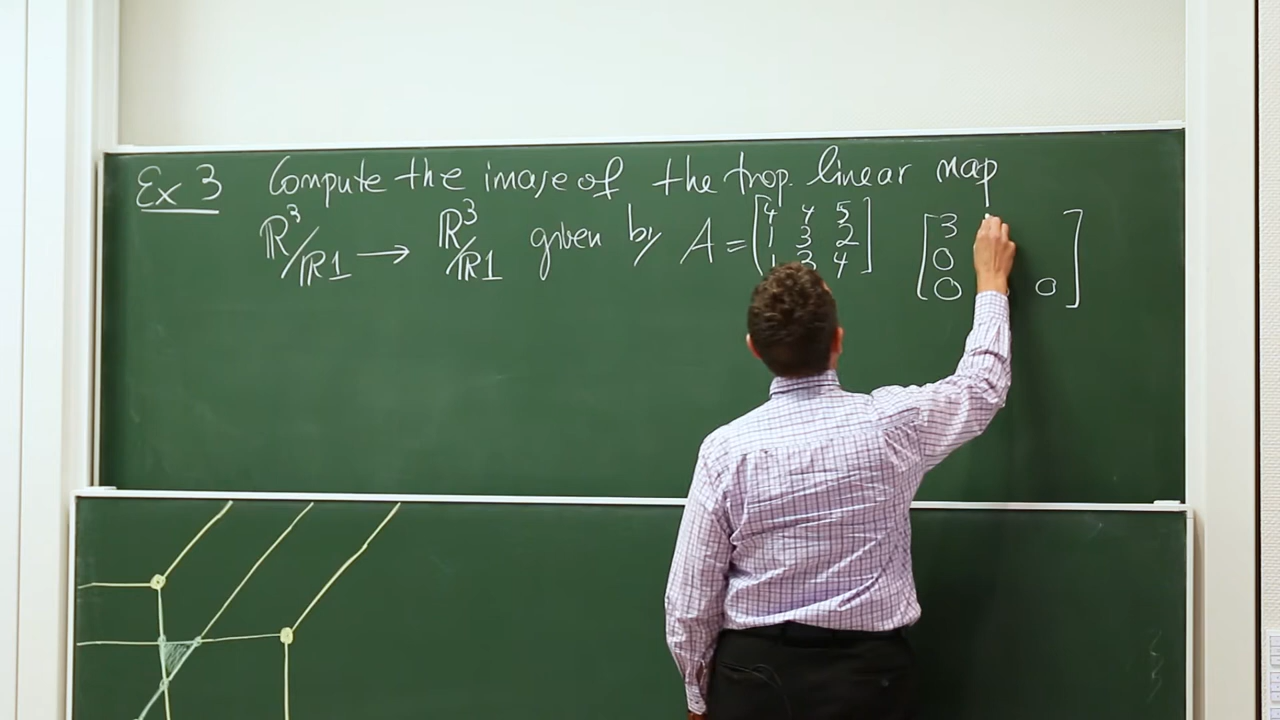 Ex 3 Compute the image of the trop. linear map
ℝ³/ℝ1 → ℝ³/ℝ1 given by A = [4 4 5; 1 3 2; 1 3 4] [3; 0; 0 0]